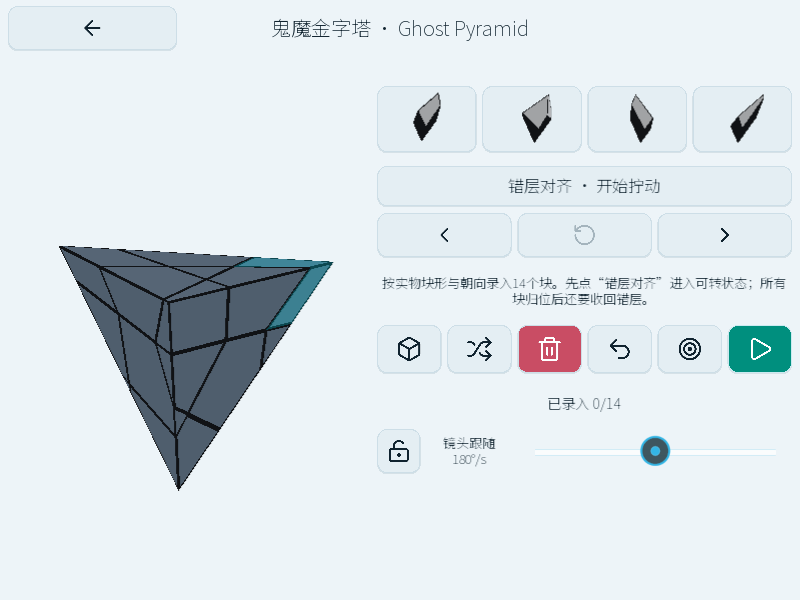 鬼魔金字塔 · Ghost Pyramid
错层对齐 · 开始拧动
按实物块形与朝向录入14个块。先点“错层对齐”进入可转状态；所有
块归位后还要收回错层。
已录入 0/14
镜头跟随
180°/s